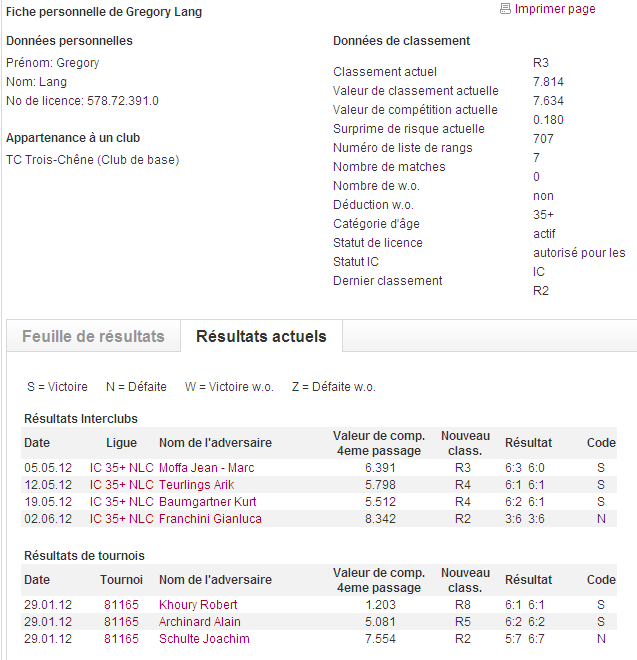 Fiche personnelle de Gregory Lang
Imprimer page
Données personnelles
Prénom: Gregory
Nom: Lang
No de licence: 578.72.391.0
Appartenance à un club
TC Trois-Chêne (Club de base)
Données de classement
Classement actuel R3
Valeur de classement actuelle 7.814
Valeur de compétition actuelle 7.634
Surprime de risque actuelle 0.180
Numéro de liste de rangs 707
Nombre de matches 7
Nombre de w.o. 0
Déduction w.o. non
Catégorie d'âge 35+
Statut de licence actif
Statut IC autorisé pour les
IC
Dernier classement R2
Feuille de résultats Résultats actuels
S = Victoire N = Défaite W = Victoire w.o. Z = Défaite w.o.
Résultats Interclubs
Date Ligue Nom de l'adversaire Valeur de comp. 4eme passage Nouveau class. Résultat Code
05.05.12 IC 35+ NLC Moffa Jean - Marc 6.391 R3 6:3 6:0 S
12.05.12 IC 35+ NLC Teurlings Arik 5.798 R4 6:1 6:1 S
19.05.12 IC 35+ NLC Baumgartner Kurt 5.512 R4 6:2 6:1 S
02.06.12 IC 35+ NLC Franchini Gianluca 8.342 R2 3:6 3:6 N
Résultats de tournois
Date Tournoi Nom de l'adversaire Valeur de comp. 4eme passage Nouveau class. Résultat Code
29.01.12 81165 Khoury Robert 1.203 R8 6:1 6:1 S
29.01.12 81165 Archinard Alain 5.081 R5 6:2 6:2 S
29.01.12 81165 Schulte Joachim 7.554 R2 5:7 6:7 N